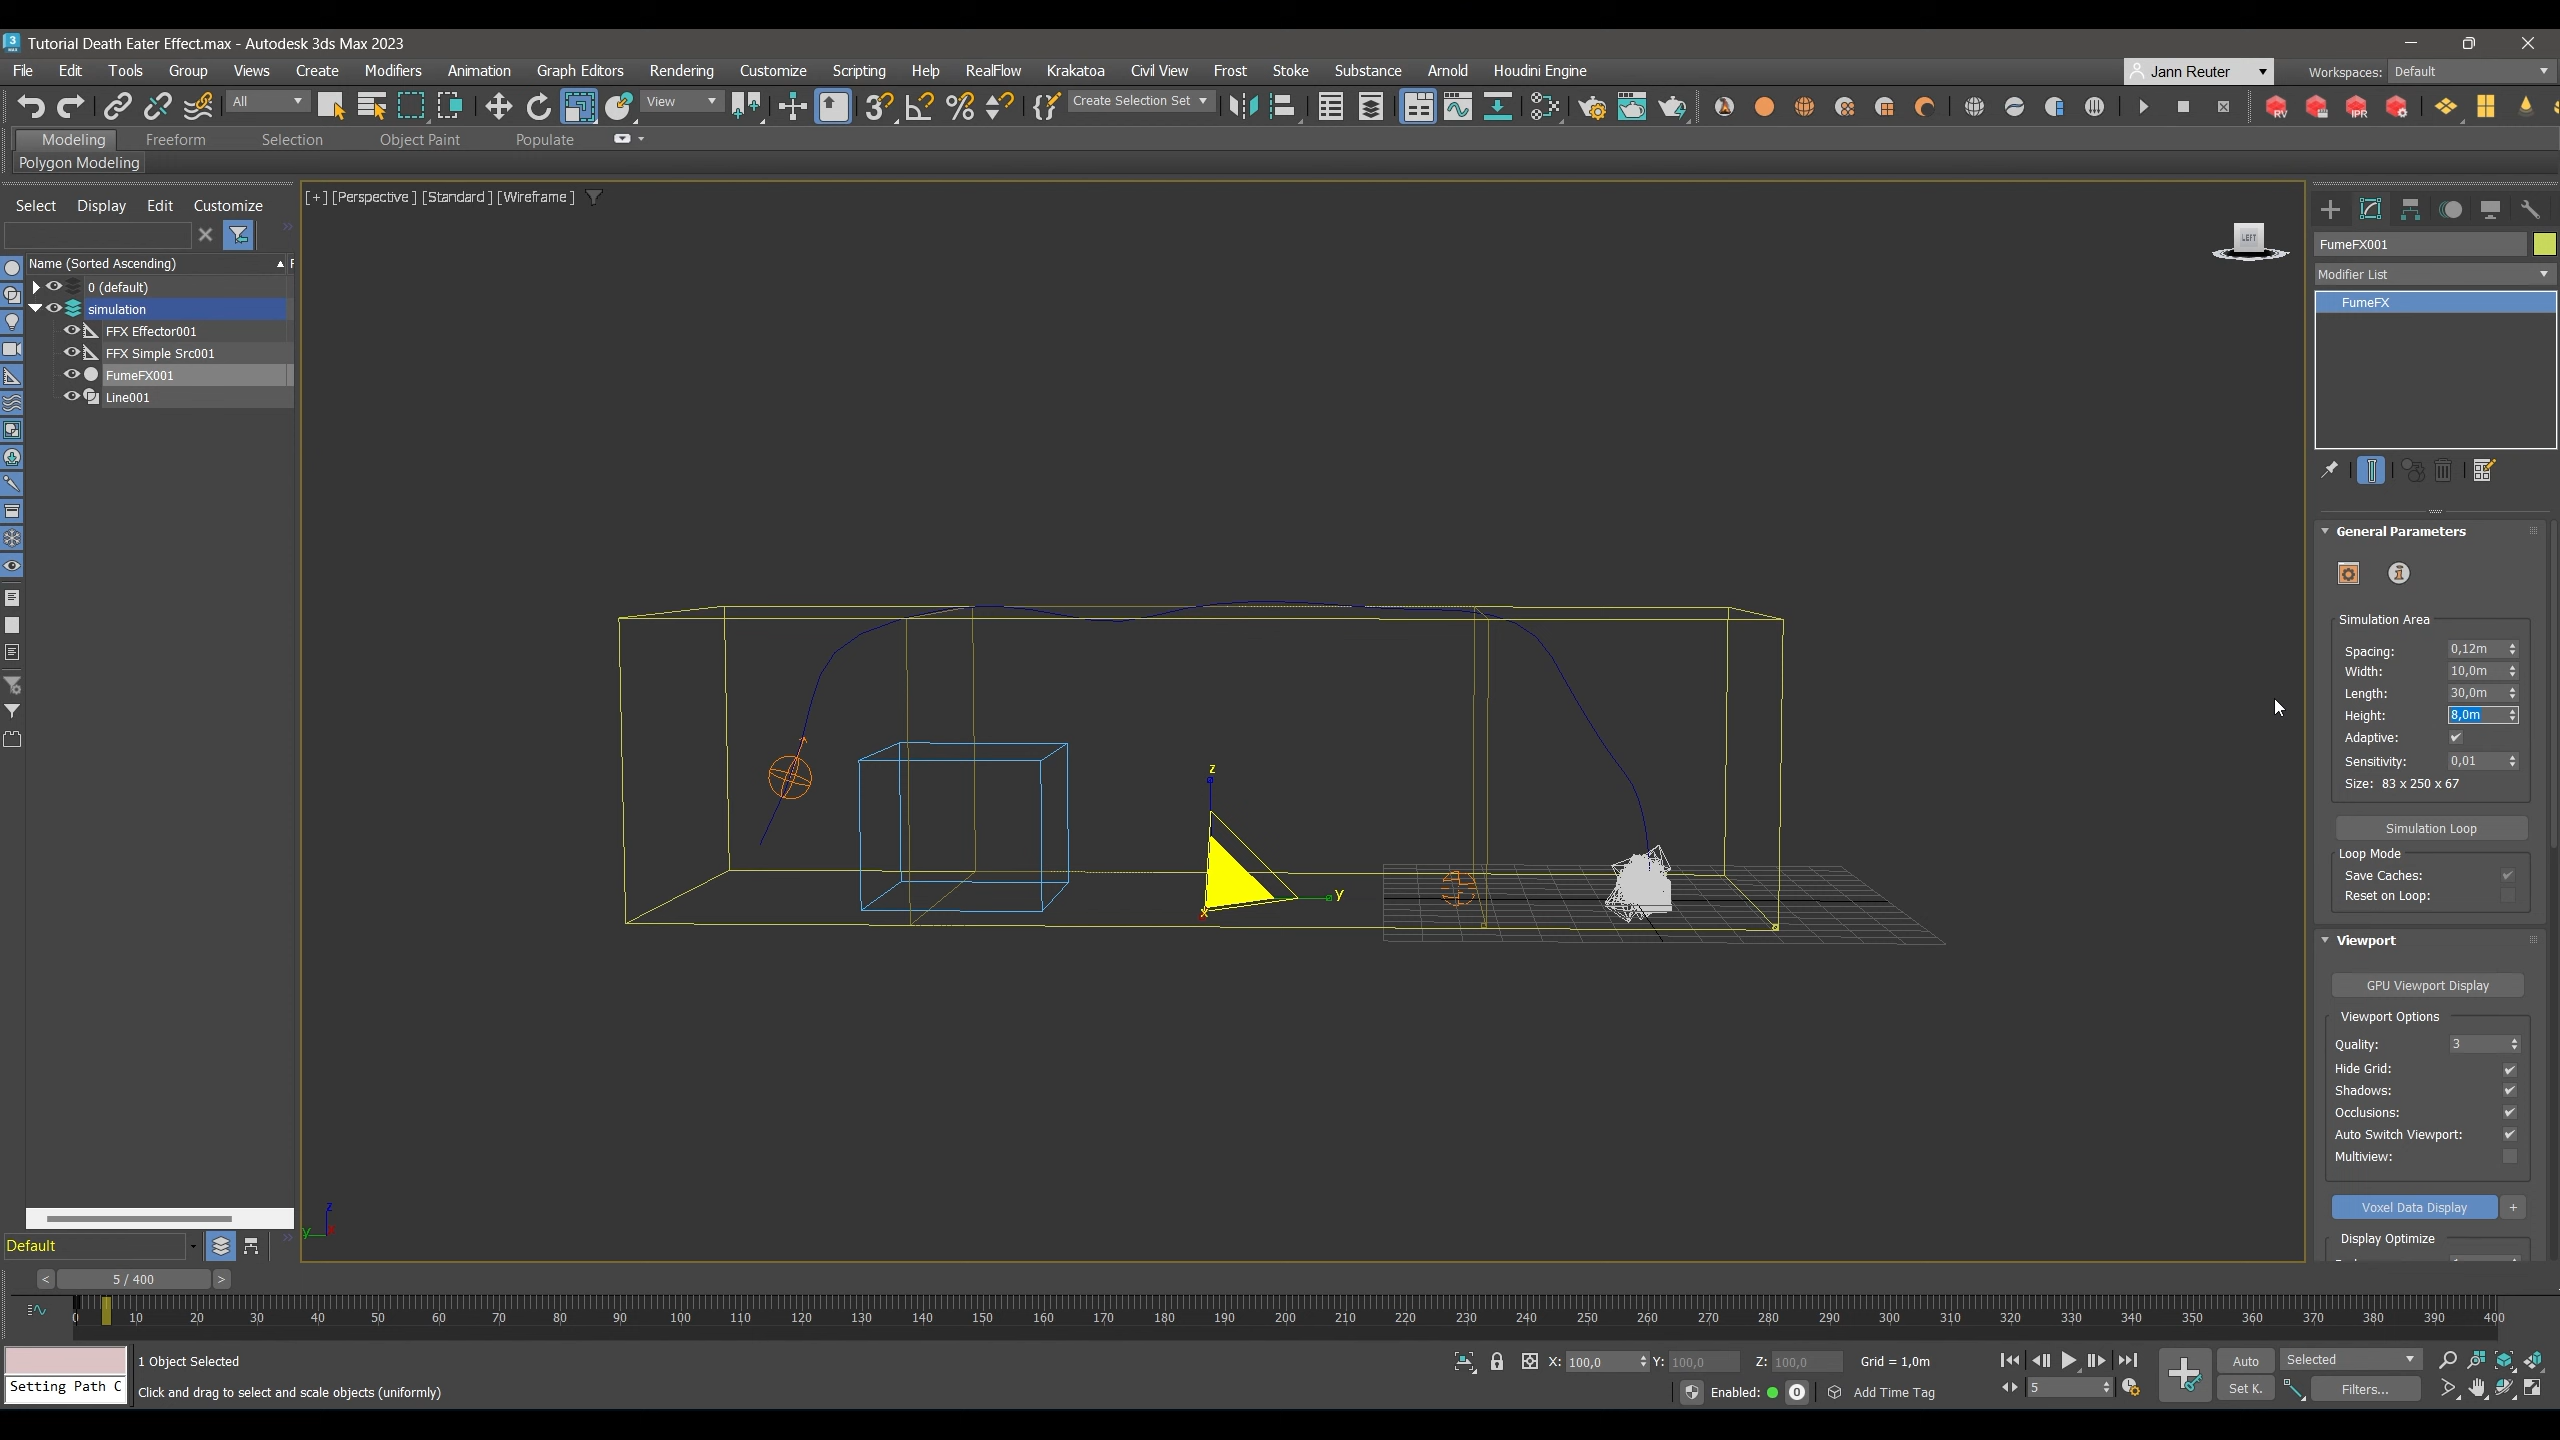 Tutorial Death Eater Effect.max - Autodesk 3ds Max 2023
File Edit Tools Group Views Create Modifiers Animation Graph Editors Rendering Customize Scripting Help RealFlow Krakatoa Civil View Frost Stoke Substance Arnold Houdini Engine
Jann Reuter Workspaces: Default
All View Create Selection Set
RV IPR
Modeling Freeform Selection Object Paint Populate
Polygon Modeling
Select Display Edit Customize
[+] [Perspective] [Standard] [Wireframe]
LEFT
Name (Sorted Ascending) F
0 (default)
simulation
FFX Effector001
FFX Simple Src001
FumeFX001
Line001
z
y
x
z
y
FumeFX001
Modifier List
FumeFX
General Parameters
Simulation Area
Spacing: 0,12m
Width: 10,0m
Length: 30,0m
Height: 8,0m
Adaptive:
Sensitivity: 0,01
Size: 83 x 250 x 67
Simulation Loop
Loop Mode
Save Caches:
Reset on Loop:
Viewport
GPU Viewport Display
Viewport Options
Quality: 3
Hide Grid:
Shadows:
Occlusions:
Auto Switch Viewport:
Multiview:
Voxel Data Display +
Display Optimize
Default
< 5 / 400 >
0 10 20 30 40 50 60 70 80 90 100 110 120 130 140 150 160 170 180 190 200 210 220 230 240 250 260 270 280 290 300 310 320 330 340 350 360 370 380 390 400
1 Object Selected X: 100,0 Y: 100,0 Z: 100,0 Grid = 1,0m Auto Selected
Setting Path C Click and drag to select and scale objects (uniformly) Enabled: 0 Add Time Tag 5 Set K. Filters...